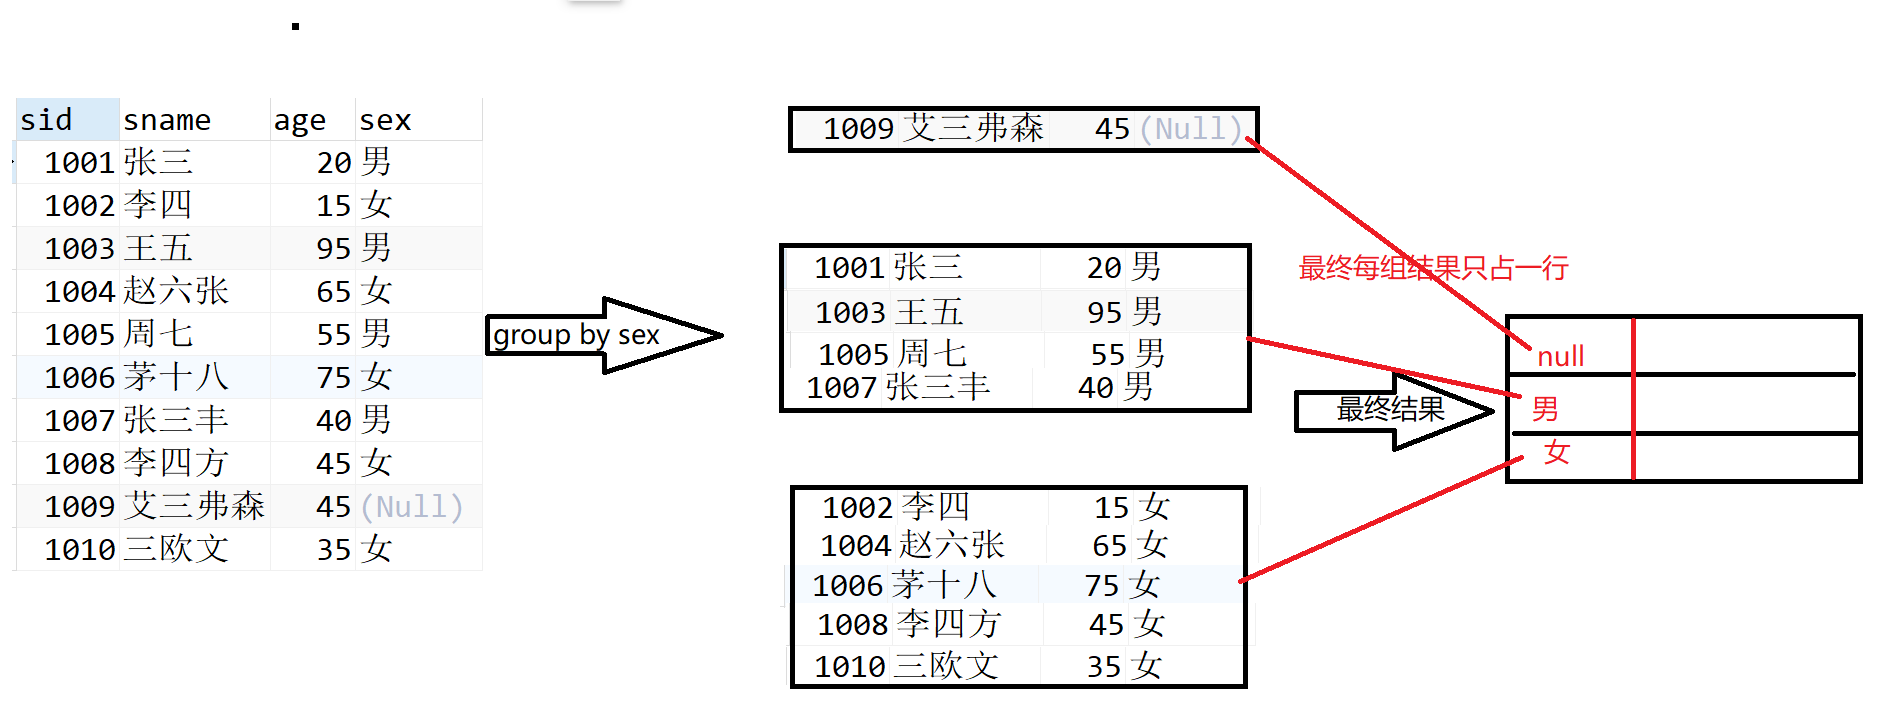 sid sname age sex
1001 张三 20 男
1002 李四 15 女
1003 王五 95 男
1004 赵六张 65 女
1005 周七 55 男
1006 茅十八 75 女
1007 张三丰 40 男
1008 李四方 45 女
1009 艾三弗森 45 (Null)
1010 三欧文 35 女
group by sex
1009 艾三弗森 45 (Null)
1001 张三 20 男
1003 王五 95 男
1005 周七 55 男
1007 张三丰 40 男
1002 李四 15 女
1004 赵六张 65 女
1006 茅十八 75 女
1008 李四方 45 女
1010 三欧文 35 女
最终每组结果只占一行
最终结果
null
男
女